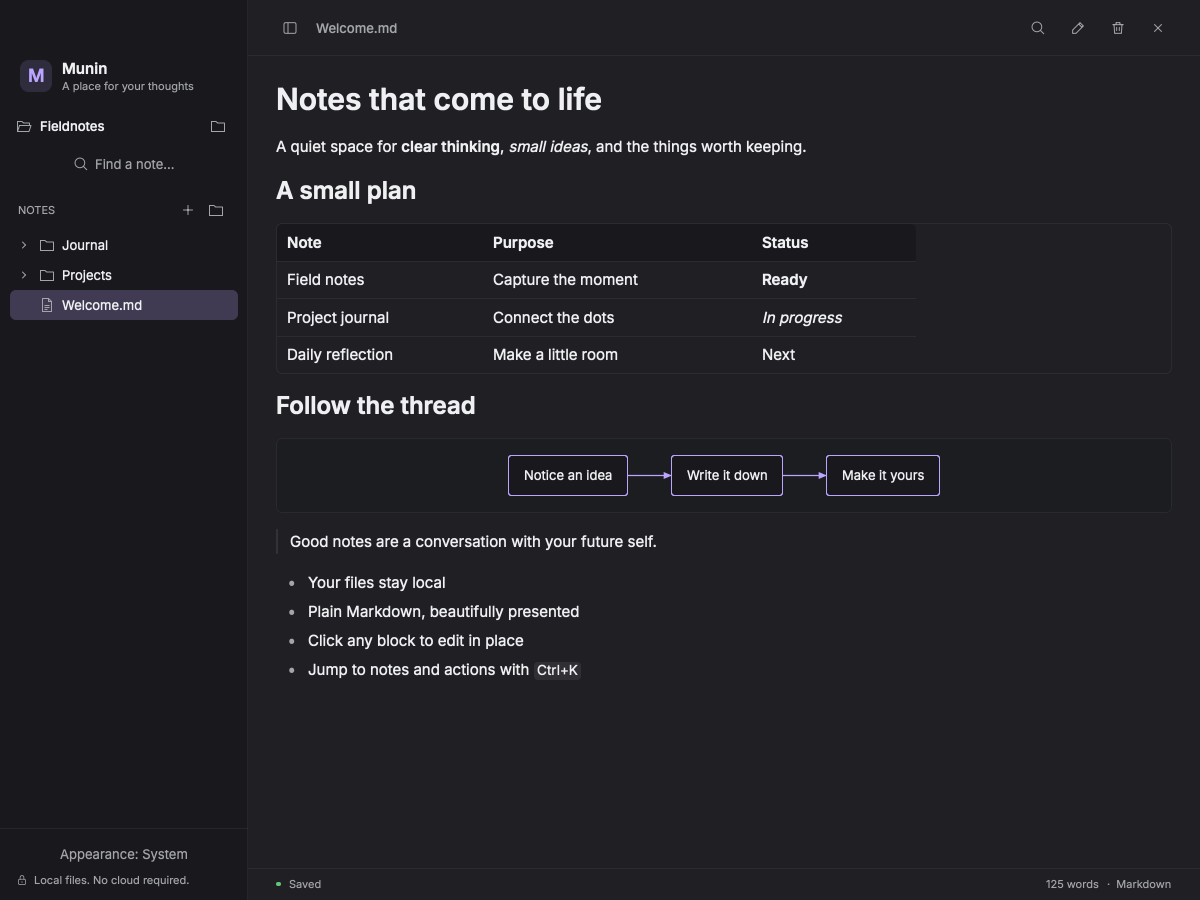 Welcome.md
M
Munin
A place for your thoughts
Fieldnotes
Find a note...
NOTES
Journal
Projects
Welcome.md
Appearance: System
Local files. No cloud required.
Notes that come to life
A quiet space for clear thinking, small ideas, and the things worth keeping.
A small plan
Note Purpose Status
Field notes Capture the moment Ready
Project journal Connect the dots In progress
Daily reflection Make a little room Next
Follow the thread
Notice an idea Write it down Make it yours
Good notes are a conversation with your future self.
Your files stay local
Plain Markdown, beautifully presented
Click any block to edit in place
Jump to notes and actions with Ctrl+K
Saved
125 words · Markdown